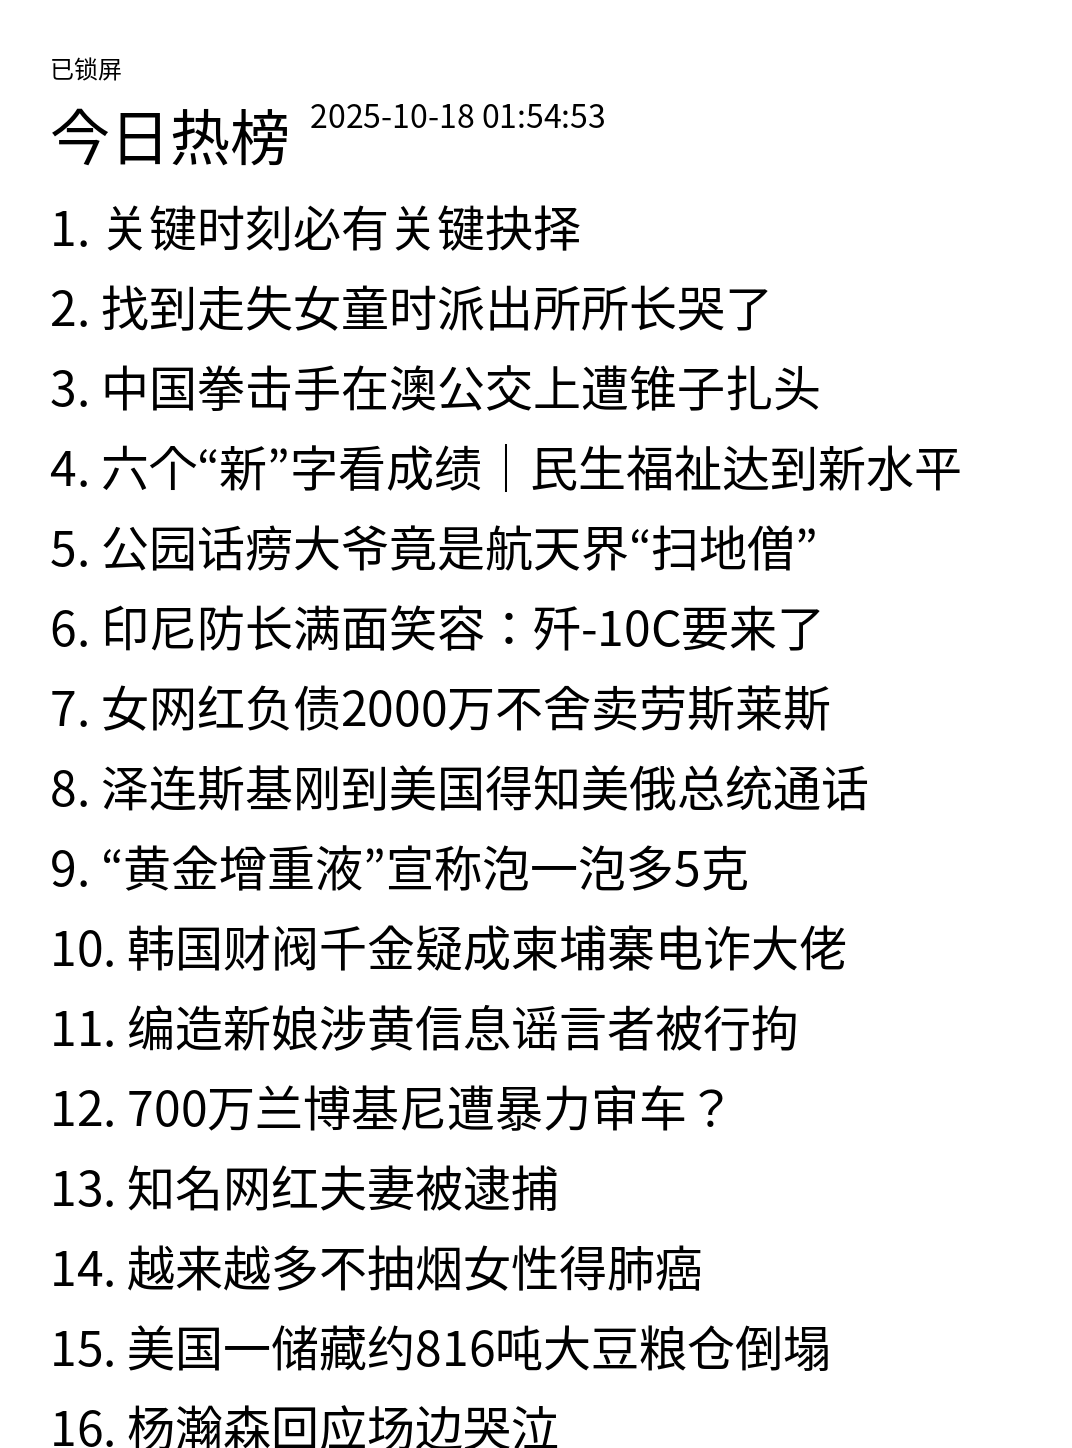 已锁屏
今日热榜 2025-10-18 01:54:53
1. 关键时刻必有关键抉择
2. 找到走失女童时派出所所长哭了
3. 中国拳击手在澳公交上遭锥子扎头
4. 六个“新”字看成绩｜民生福祉达到新水平
5. 公园话痨大爷竟是航天界“扫地僧”
6. 印尼防长满面笑容：歼-10C要来了
7. 女网红负债2000万不舍卖劳斯莱斯
8. 泽连斯基刚到美国得知美俄总统通话
9. “黄金增重液”宣称泡一泡多5克
10. 韩国财阀千金疑成柬埔寨电诈大佬
11. 编造新娘涉黄信息谣言者被行拘
12. 700万兰博基尼遭暴力审车？
13. 知名网红夫妻被逮捕
14. 越来越多不抽烟女性得肺癌
15. 美国一储藏约816吨大豆粮仓倒塌
16. 杨瀚森回应场边哭泣